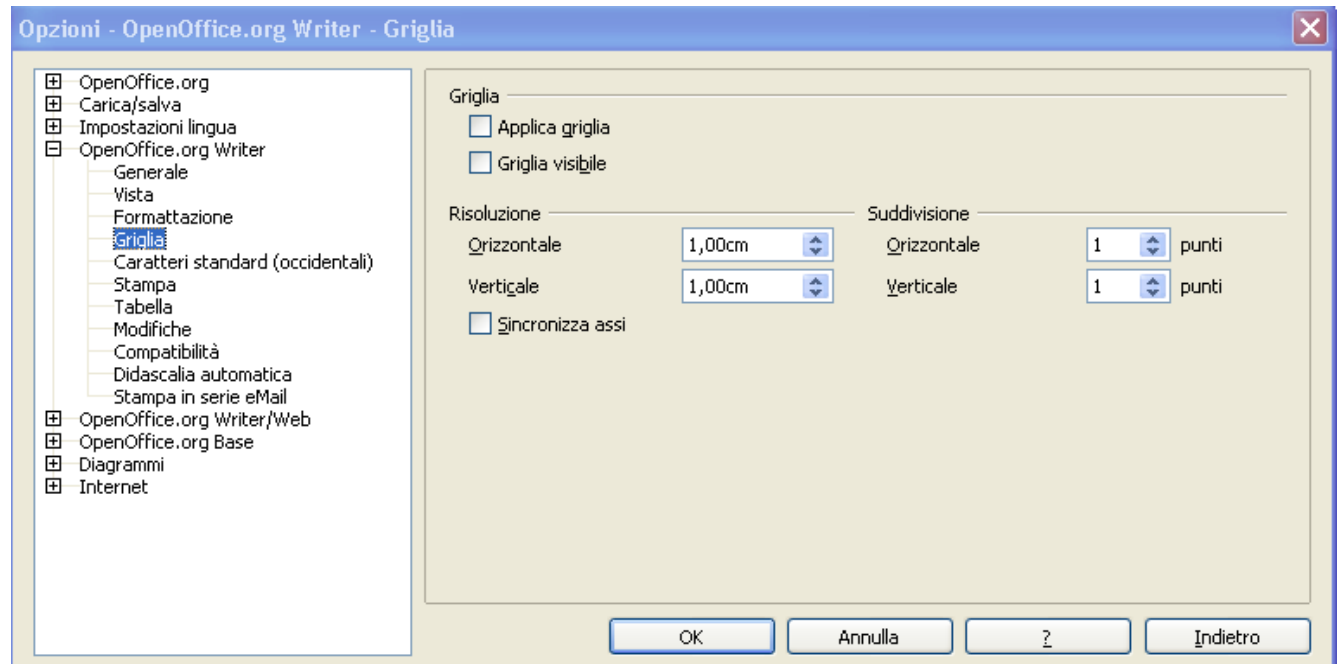 Opzioni - OpenOffice.org Writer - Griglia
OpenOffice.org
Carica/salva
Impostazioni lingua
OpenOffice.org Writer
Generale
Vista
Formattazione
Griglia
Caratteri standard (occidentali)
Stampa
Tabella
Modifiche
Compatibilità
Didascalia automatica
Stampa in serie eMail
OpenOffice.org Writer/Web
OpenOffice.org Base
Diagrammi
Internet
Griglia
Applica griglia
Griglia visibile
Risoluzione
Orizzontale 1,00cm
Verticale 1,00cm
Sincronizza assi
Suddivisione
Orizzontale 1 punti
Verticale 1 punti
OK Annulla ? Indietro